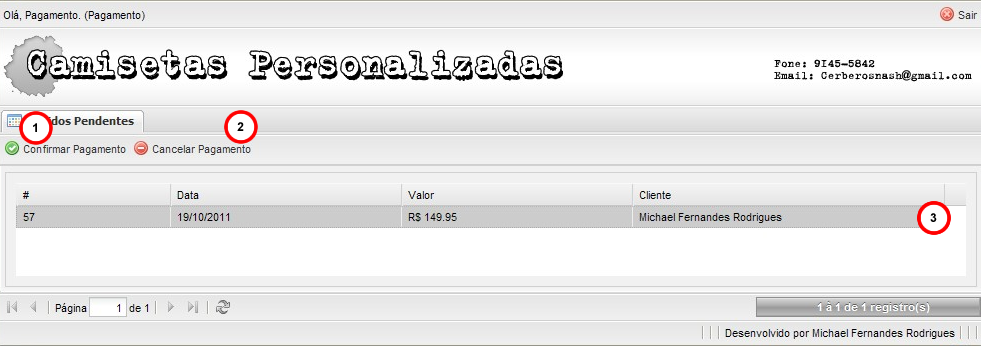 Olá, Pagamento. (Pagamento)
Sair
Camisetas Personalizadas
Fone: 9145-5842
Email: Cerberosnash@gmail.com
1 dos Pendentes
2
Confirmar Pagamento Cancelar Pagamento
# Data Valor Cliente
57 19/10/2011 R$ 149.95 Michael Fernandes Rodrigues 3
Página 1 de 1
1 à 1 de 1 registro(s)
Desenvolvido por Michael Fernandes Rodrigues